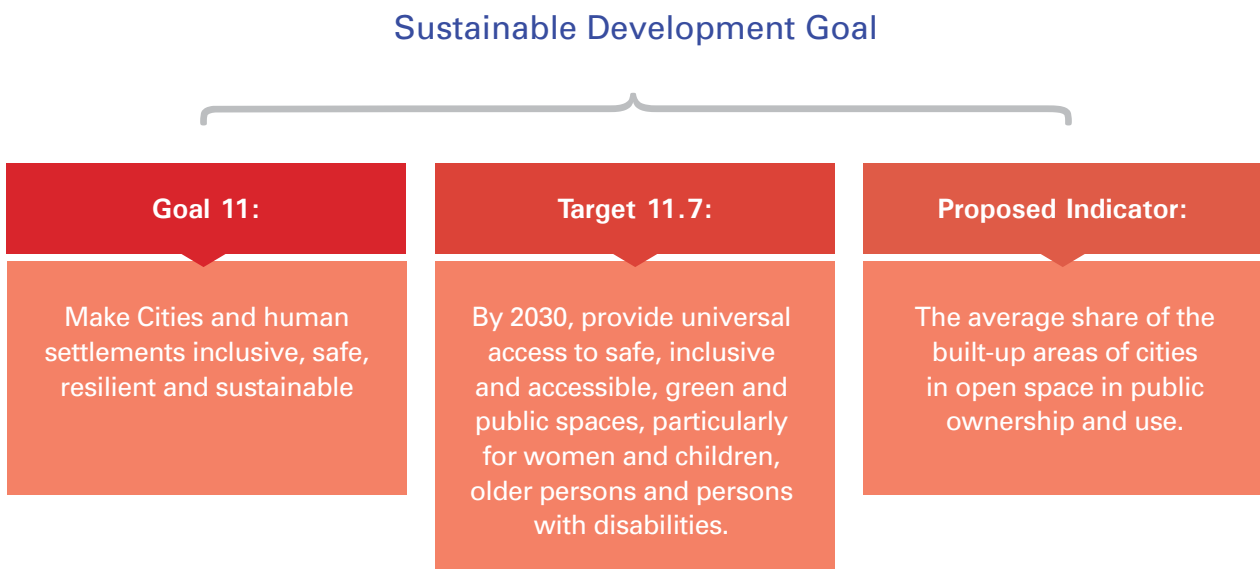 Sustainable Development Goal
Goal 11:
Make Cities and human
settlements inclusive, safe,
resilient and sustainable
Target 11.7:
By 2030, provide universal
access to safe, inclusive
and accessible, green and
public spaces, particularly
for women and children,
older persons and persons
with disabilities.
Proposed Indicator:
The average share of the
built-up areas of cities
in open space in public
ownership and use.